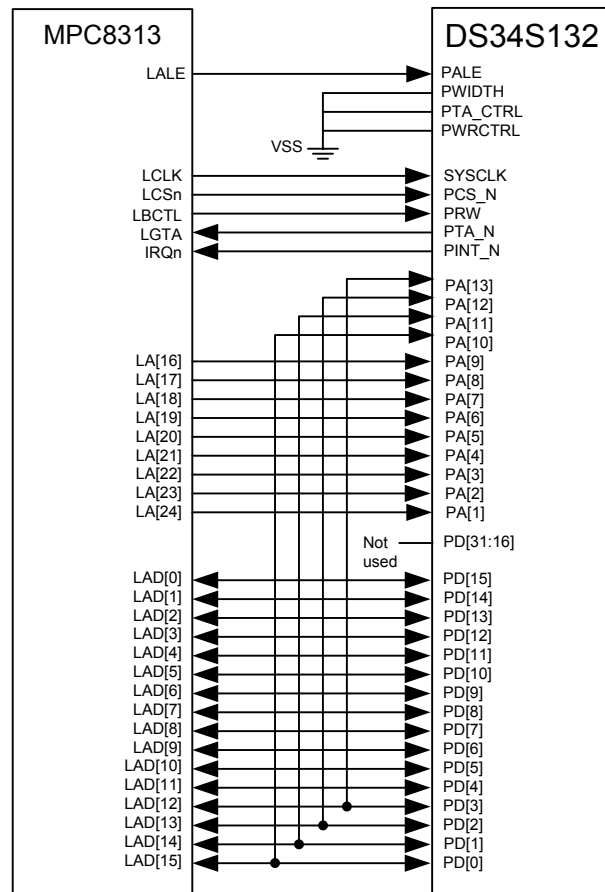 MPC8313 DS34S132
LALE PALE
PWIDTH
PTA_CTRL
PWRCTRL
VSS
LCLK SYSCLK
LCSn PCS_N
LBCTL PRW
LGTA PTA_N
IRQn PINT_N
PA[13]
PA[12]
PA[11]
PA[10]
LA[16] PA[9]
LA[17] PA[8]
LA[18] PA[7]
LA[19] PA[6]
LA[20] PA[5]
LA[21] PA[4]
LA[22] PA[3]
LA[23] PA[2]
LA[24] PA[1]
Not PD[31:16]
used
LAD[0] PD[15]
LAD[1] PD[14]
LAD[2] PD[13]
LAD[3] PD[12]
LAD[4] PD[11]
LAD[5] PD[10]
LAD[6] PD[9]
LAD[7] PD[8]
LAD[8] PD[7]
LAD[9] PD[6]
LAD[10] PD[5]
LAD[11] PD[4]
LAD[12] PD[3]
LAD[13] PD[2]
LAD[14] PD[1]
LAD[15] PD[0]